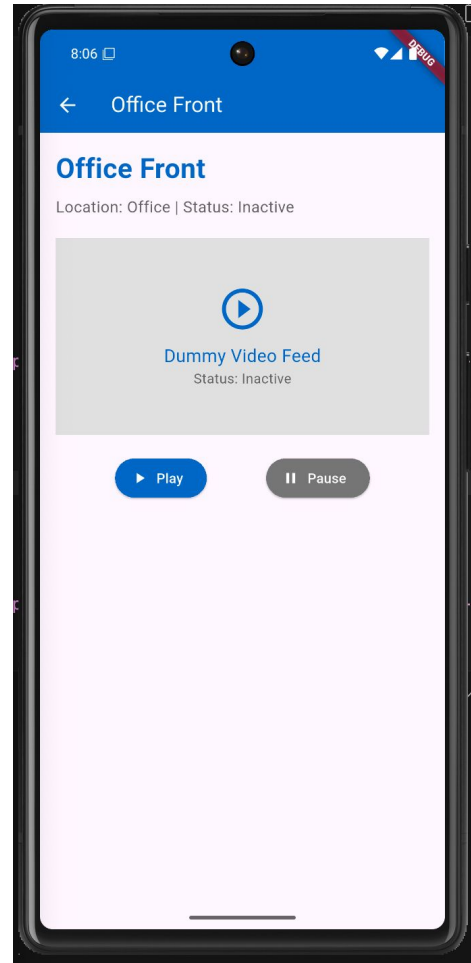 8:06
DEBUG
Office Front
Office Front
Location: Office | Status: Inactive
Dummy Video Feed
Status: Inactive
Play
Pause